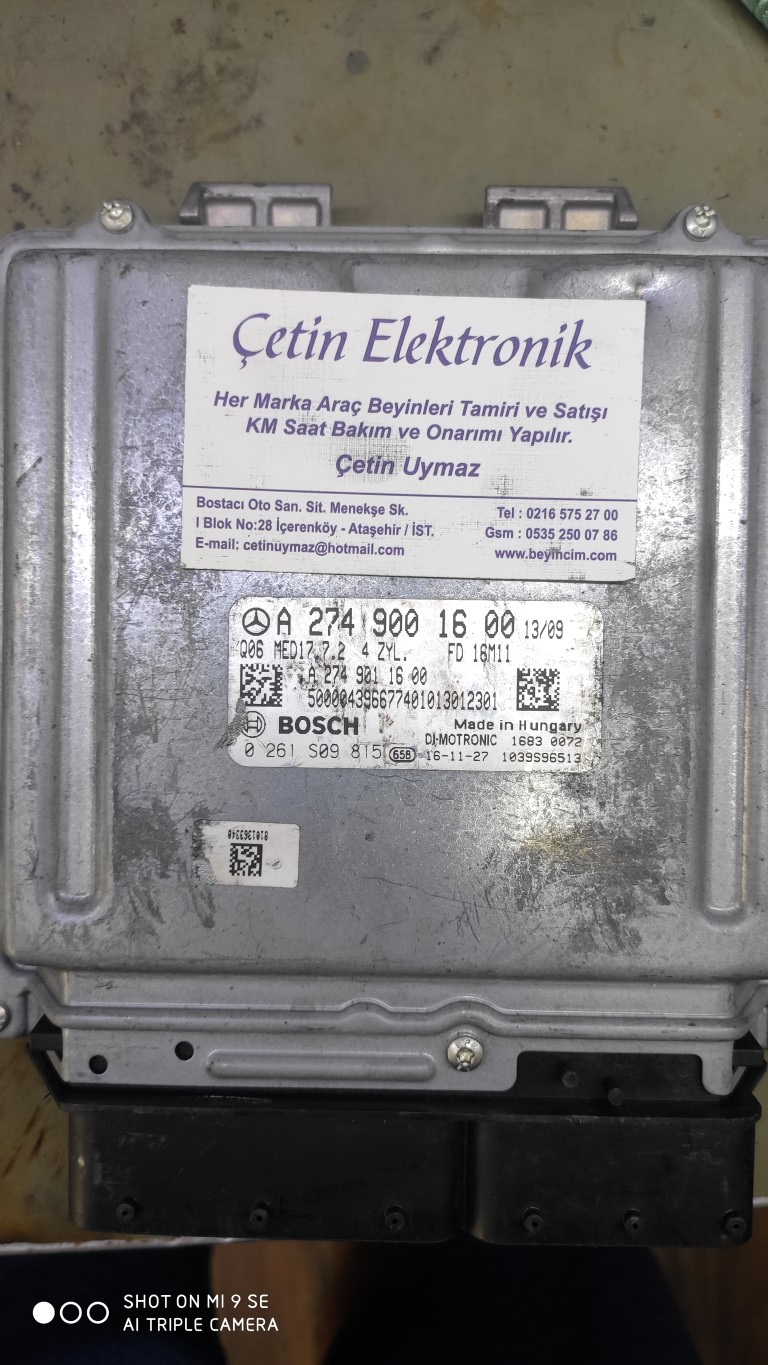 Çetin Elektronik
Her Marka Araç Beyinleri Tamiri ve Satışı
KM Saat Bakım ve Onarımı Yapılır.
Çetin Uymaz
Bostacı Oto San. Sit. Menekşe Sk.
I Blok No:28 İçerenköy - Ataşehir / İST.
E-mail: cetinuymaz@hotmail.com
Tel : 0216 575 27 00
Gsm : 0535 250 07 86
www.beyincim.com
A 274 900 16 00 13/09
Q06 MED17.7.2 4 ZYL. FD 16M11
A 274 901 16 00
500004396677401013012301
BOSCH Made in Hungary
DI-MOTRONIC 1683 0072
0 261 S09 815 65B 16-11-27 1039S96513
8101363340
SHOT ON MI 9 SE
AI TRIPLE CAMERA